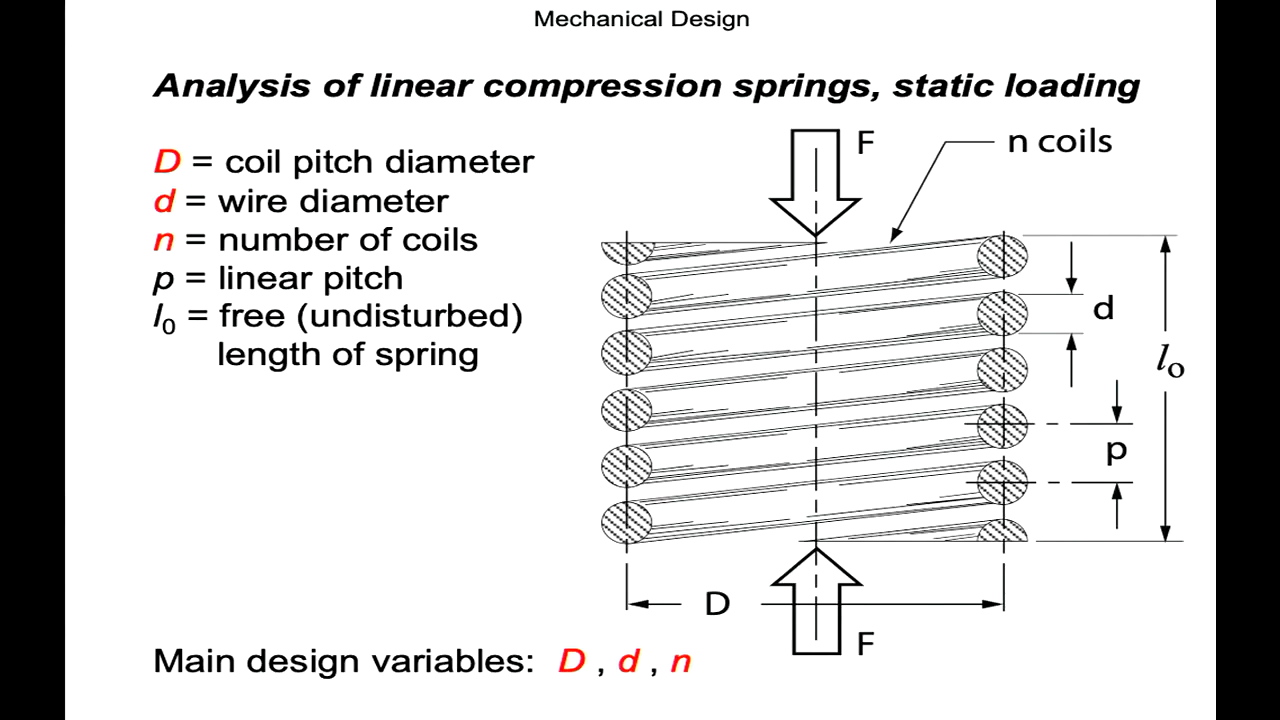 Mechanical Design
Analysis of linear compression springs, static loading
D = coil pitch diameter
d = wire diameter
n = number of coils
p = linear pitch
l0 = free (undisturbed)
length of spring
F
n coils
d
lo
p
D
F
Main design variables: D , d , n